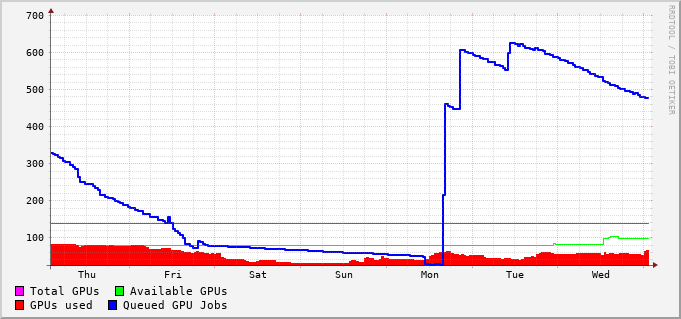 700
600
500
400
300
200
100
Thu Fri Sat Sun Mon Tue Wed
Total GPUs Available GPUs
GPUs used Queued GPU Jobs
RRDTOOL / TOBI OETIKER